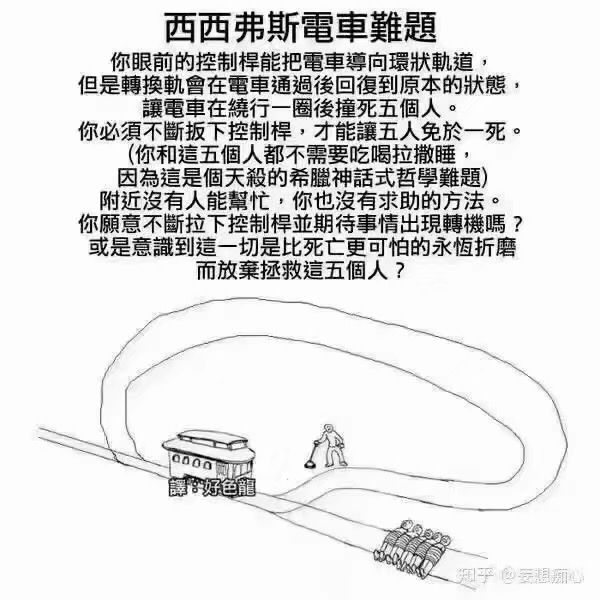 西西弗斯電車難題
你眼前的控制桿能把電車導向環狀軌道，
但是轉換軌會在電車通過後回復到原本的狀態，
讓電車在繞行一圈後撞死五個人。
你必須不斷扳下控制桿，才能讓五人免於一死。
(你和這五個人都不需要吃喝拉撒睡，
因為這是個天殺的希臘神話式哲學難題)
附近沒有人能幫忙，你也沒有求助的方法。
你願意不斷拉下控制桿並期待事情出現轉機嗎？
或是意識到這一切是比死亡更可怕的永恆折磨
而放棄拯救這五個人？
譯：好色龍
知乎 @妄想痴心